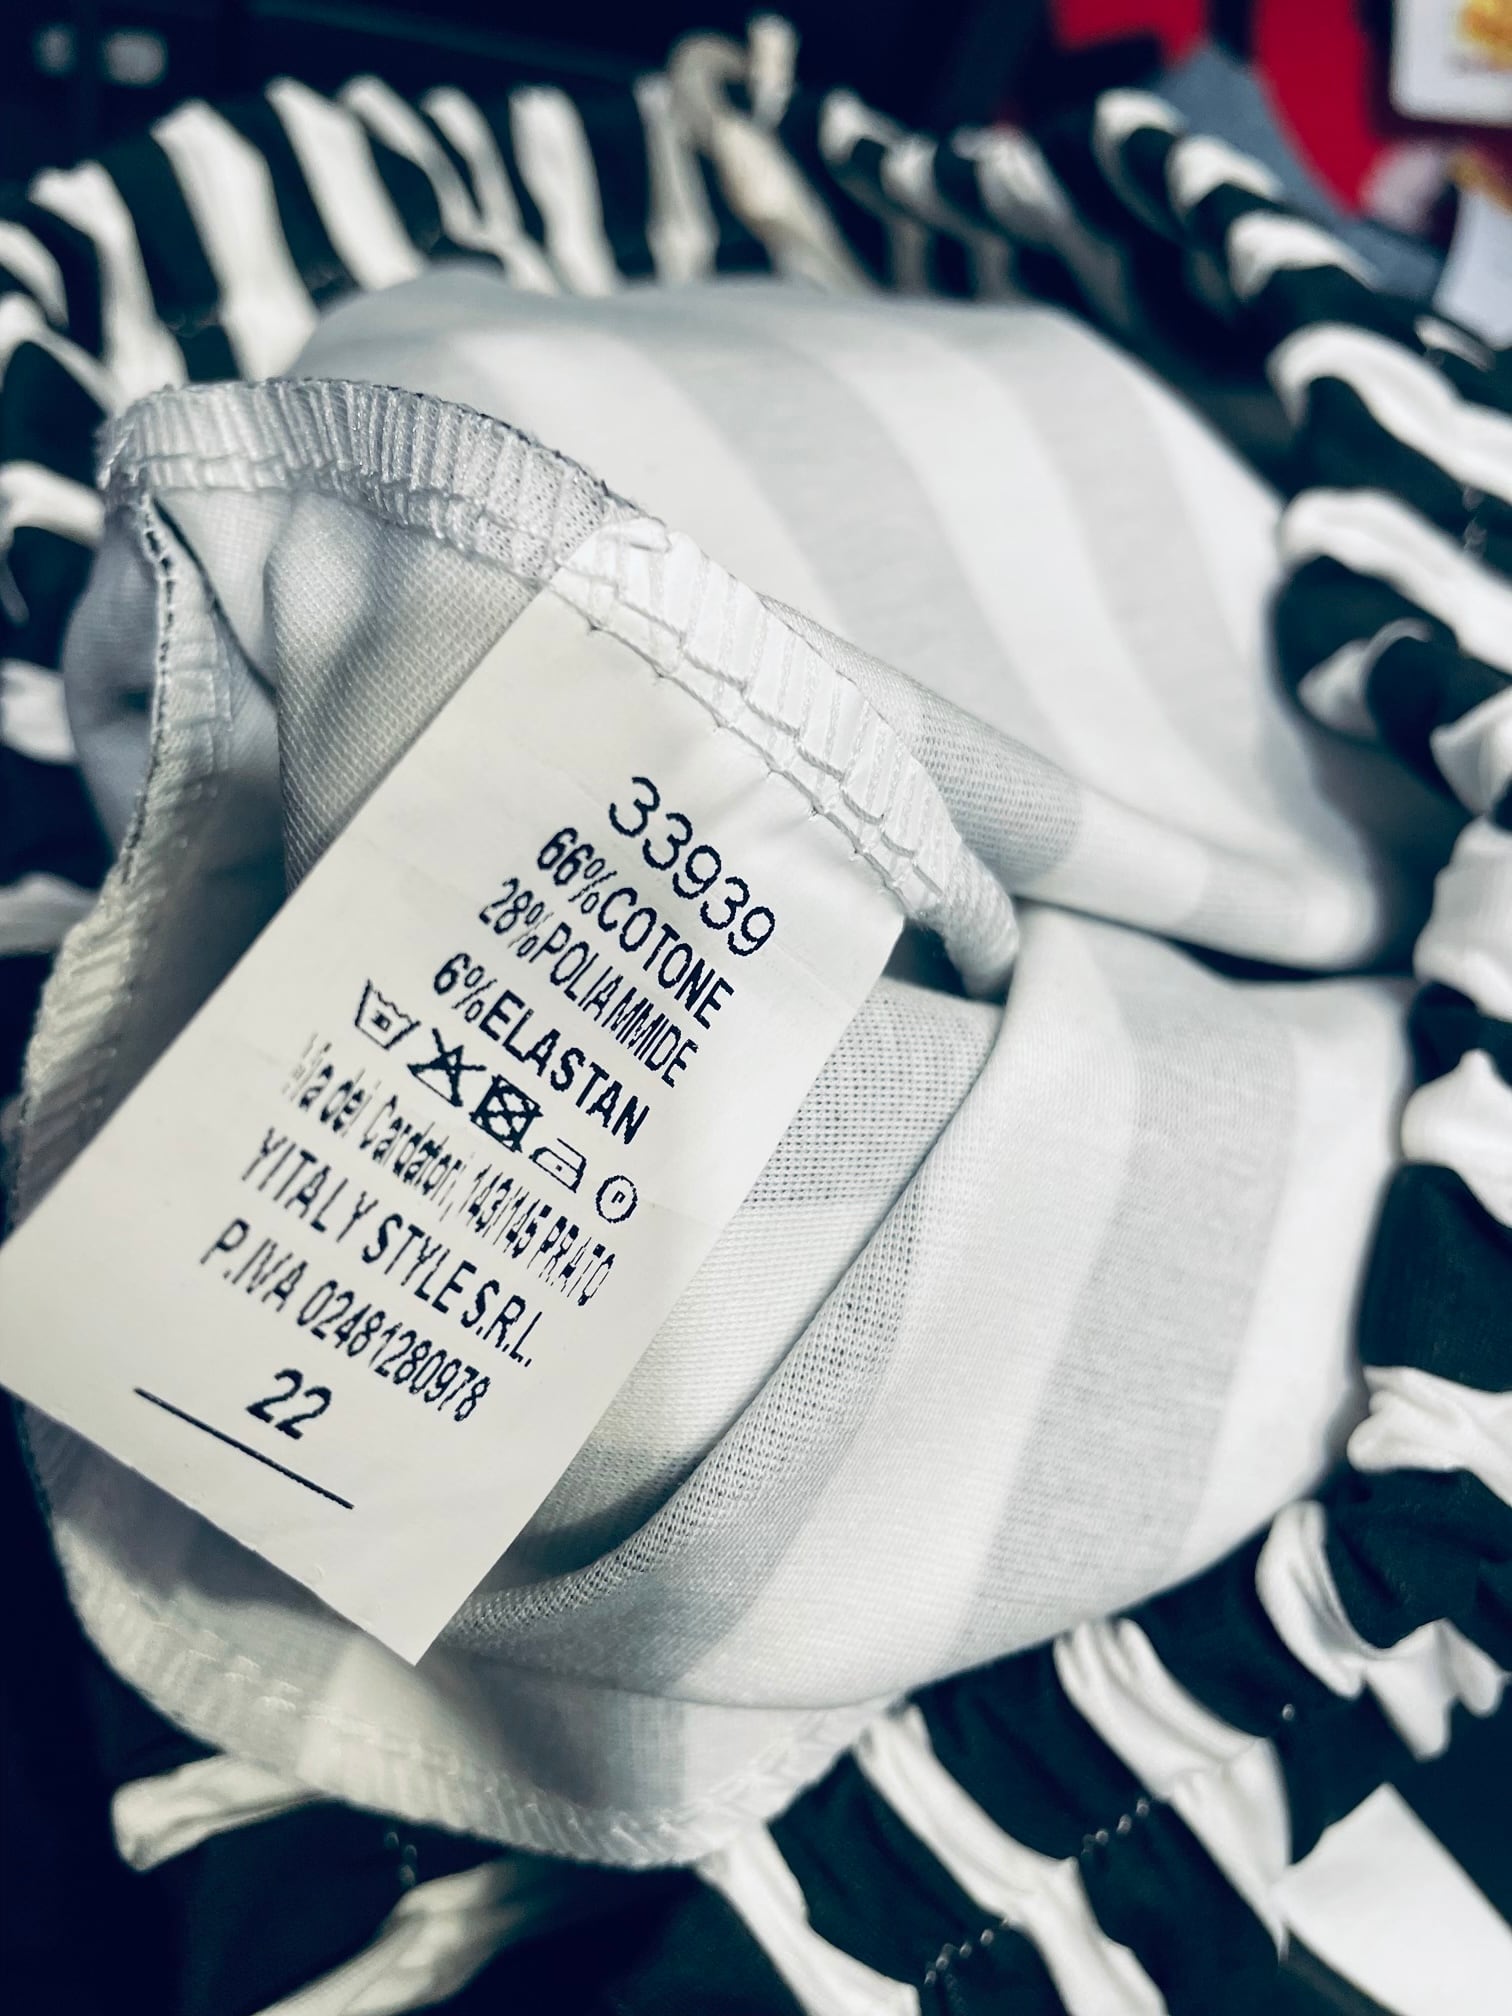 33939
66%COTONE
28%POLIAMMIDE
6%ELASTAN
Via dei Cardatori, 143/145 PRATO
YITALY STYLE S.R.L.
P.IVA 02481280978
22